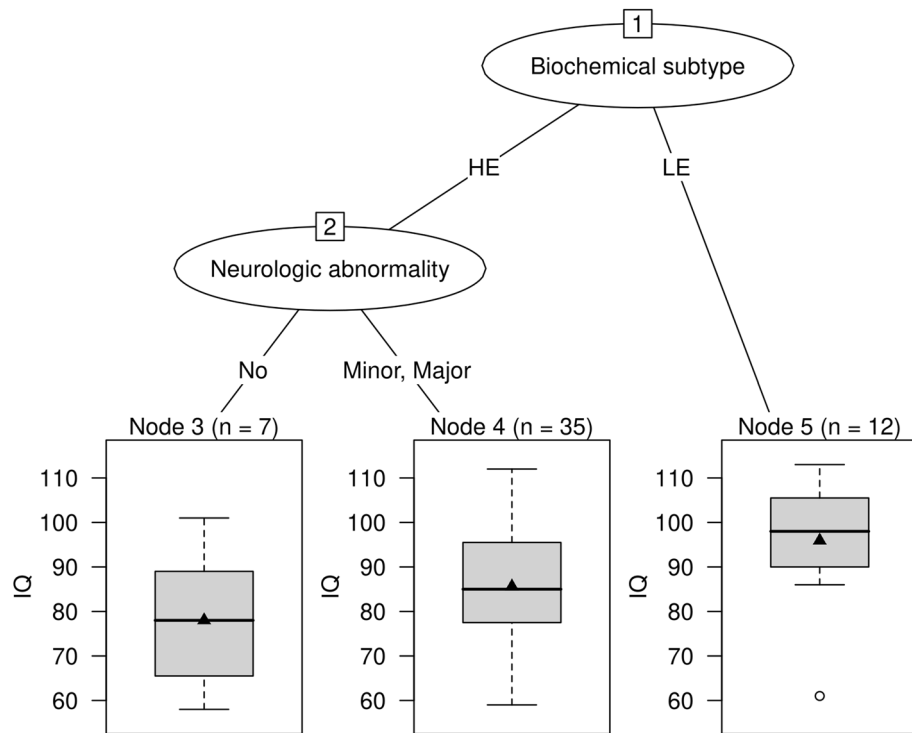 1
Biochemical subtype
HE
LE
2
Neurologic abnormality
No
Minor, Major
Node 3 (n = 7)
Node 4 (n = 35)
Node 5 (n = 12)
IQ
110
100
90
80
70
60
IQ
110
100
90
80
70
60
IQ
110
100
90
80
70
60